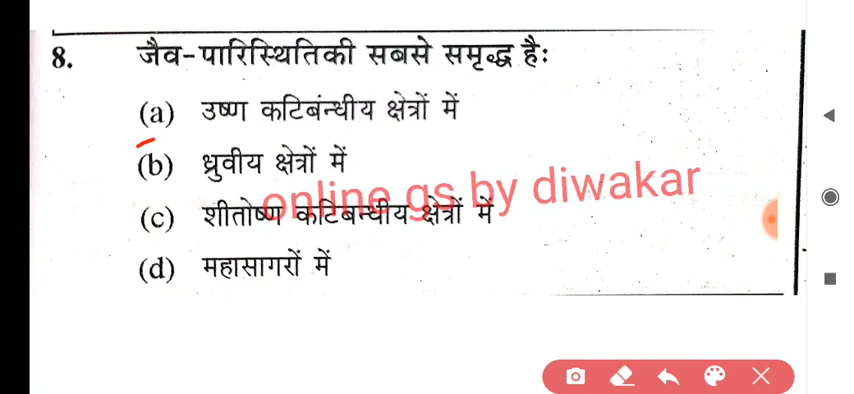 8. जैव-पारिस्थितिकी सबसे समृद्ध है:
(a) उष्ण कटिबंन्धीय क्षेत्रों में
(b) ध्रुवीय क्षेत्रों में
online gs by diwakar
(c) शीतोष्ण कटिबन्धीय क्षेत्रों में
(d) महासागरों में